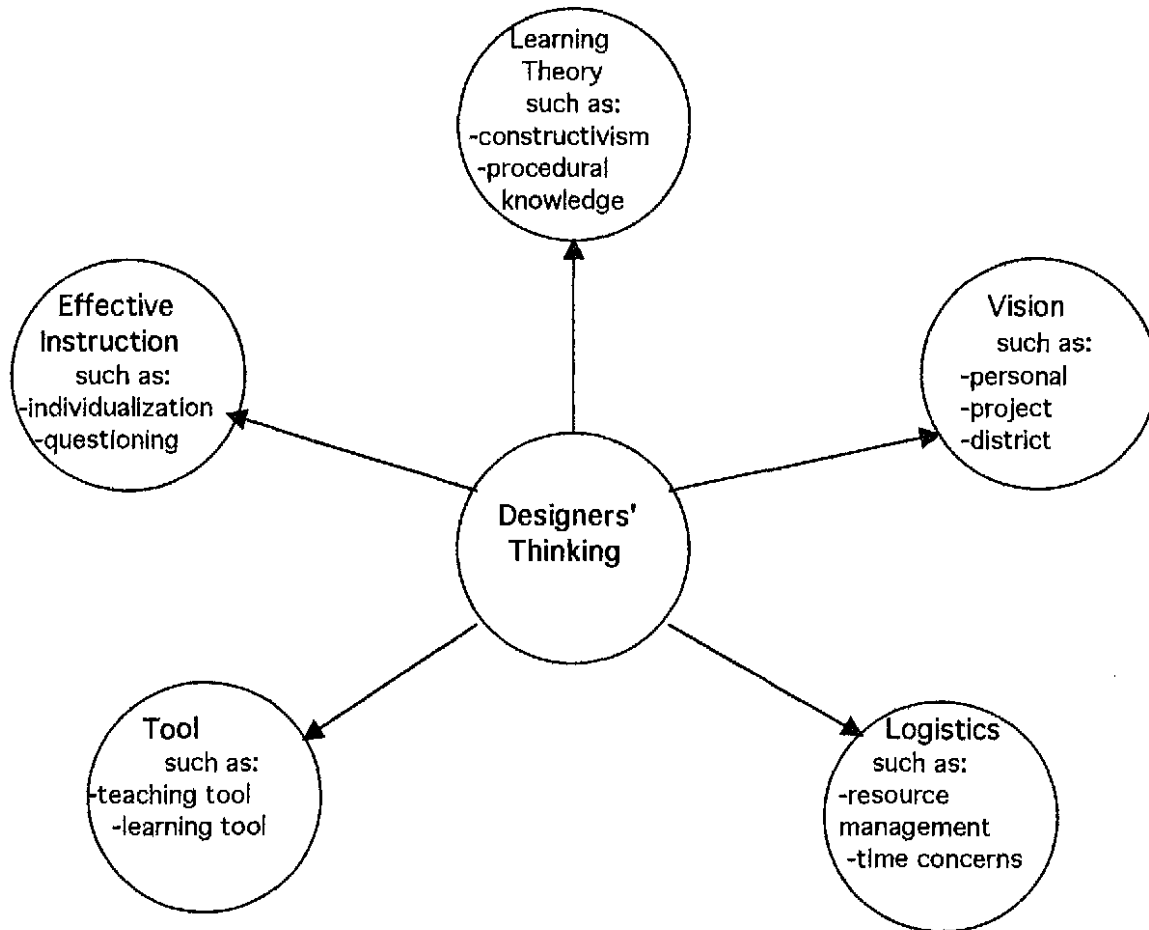 Learning
Theory
such as:
-constructivism
-procedural
knowledge
Effective
Instruction
such as:
-individualization
-questioning
Vision
such as:
-personal
-project
-district
Designers'
Thinking
Tool
such as:
-teaching tool
-learning tool
Logistics
such as:
-resource
management
-time concerns